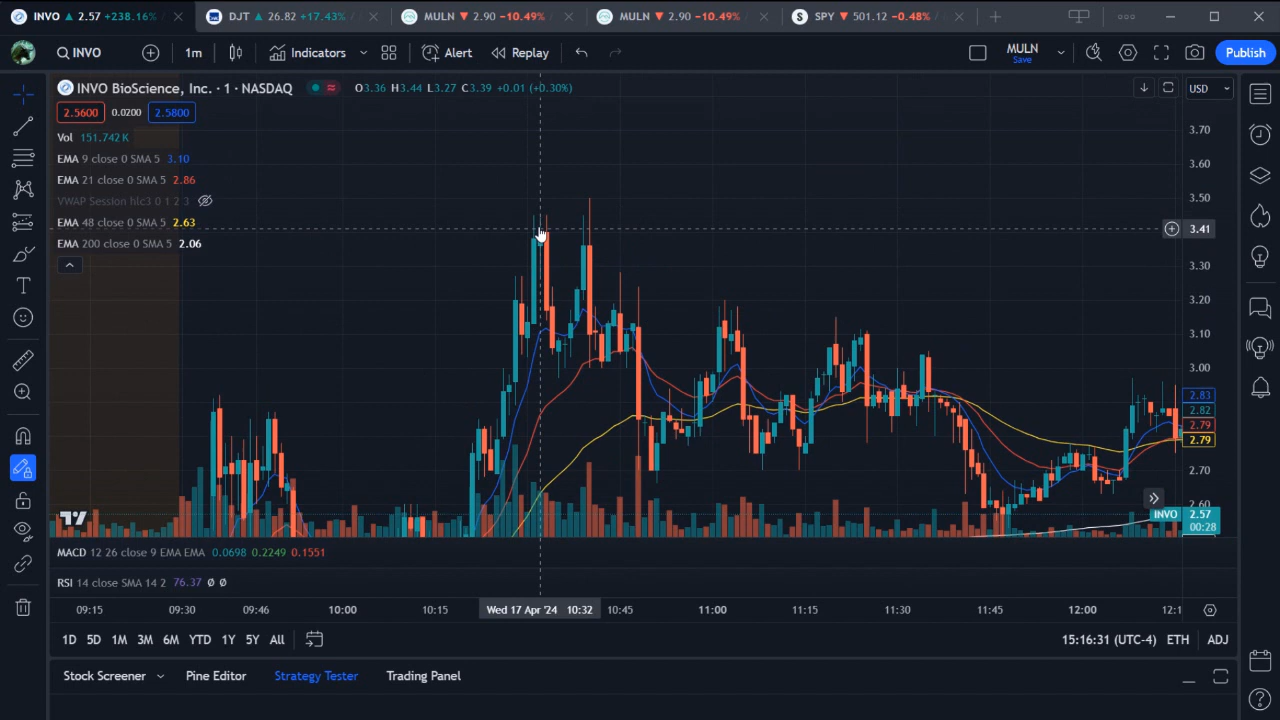 INVO ▲ 2.57 +238.16% DJT ▲ 26.82 +17.43% MULN ▼ 2.90 −10.49% MULN ▼ 2.90 −10.49% S SPY ▼ 501.12 −0.48%
INVO 1m Indicators Alert Replay MULN Save Publish
INVO BioScience, Inc. · 1 · NASDAQ O3.36 H3.44 L3.27 C3.39 +0.01 (+0.30%) USD
2.5600 0.0200 2.5800
Vol 151.742 K
EMA 9 close 0 SMA 5 3.10
EMA 21 close 0 SMA 5 2.86
VWAP Session hlc3 0 1 2 3
EMA 48 close 0 SMA 5 2.63
EMA 200 close 0 SMA 5 2.06
3.70
3.60
3.50
3.41
3.30
3.20
3.10
3.00
2.83
2.82
2.79
2.79
2.70
2.60
INVO 2.57
00:28
MACD 12 26 close 9 EMA EMA 0.0698 0.2249 0.1551
RSI 14 close SMA 14 2 76.37 Ø Ø
09:15 09:30 09:46 10:00 10:15 Wed 17 Apr '24 10:32 10:45 11:00 11:15 11:30 11:45 12:00 12:1
1D 5D 1M 3M 6M YTD 1Y 5Y All 15:16:31 (UTC-4) ETH ADJ
Stock Screener Pine Editor Strategy Tester Trading Panel